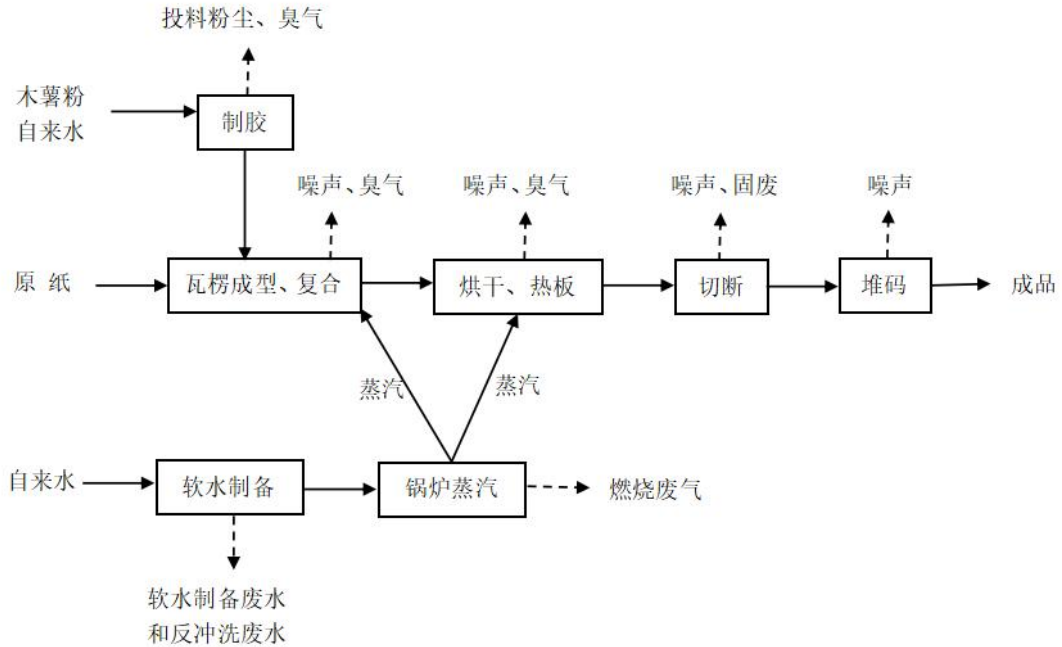 投料粉尘、臭气
木薯粉
自来水
制胶
噪声、臭气
噪声、臭气
噪声、固废
噪声
原 纸
瓦楞成型、复合
烘干、热板
切断
堆码
成品
蒸汽
蒸汽
自来水
软水制备
锅炉蒸汽
燃烧废气
软水制备废水
和反冲洗废水